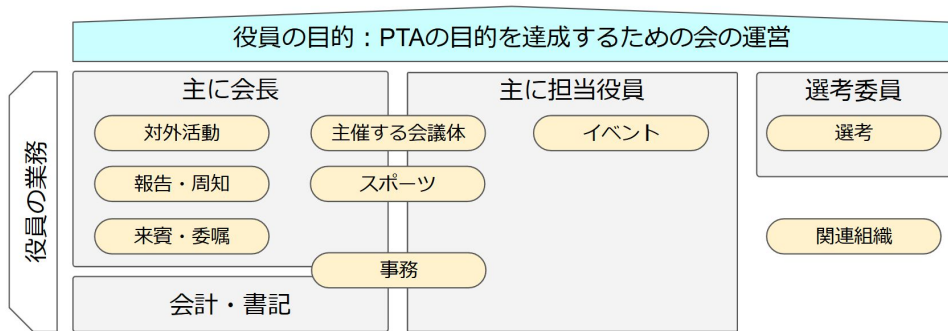 役員の目的：PTAの目的を達成するための会の運営
役員の業務
主に会長
主に担当役員
選考委員
対外活動
主催する会議体
イベント
選考
報告・周知
スポーツ
来賓・委嘱
関連組織
事務
会計・書記